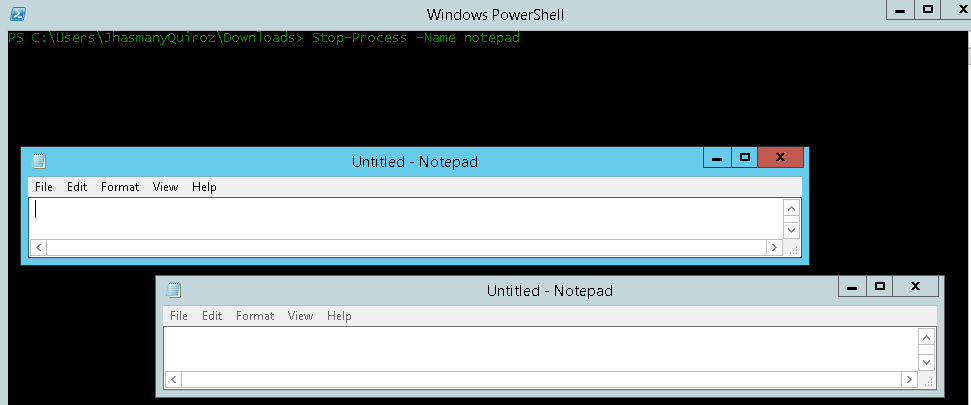 Windows PowerShell
PS C:\Users\JhasmanyQuiroz\Downloads> Stop-Process -Name notepad
Untitled - Notepad
File Edit Format View Help
Untitled - Notepad
File Edit Format View Help